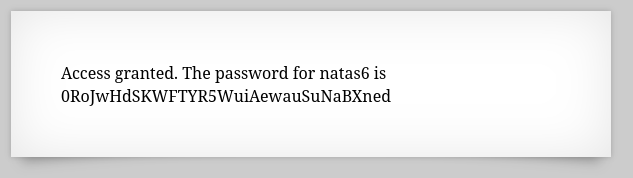 Access granted. The password for natas6 is
0RoJwHdSKWFTYR5WuiAewauSuNaBXned